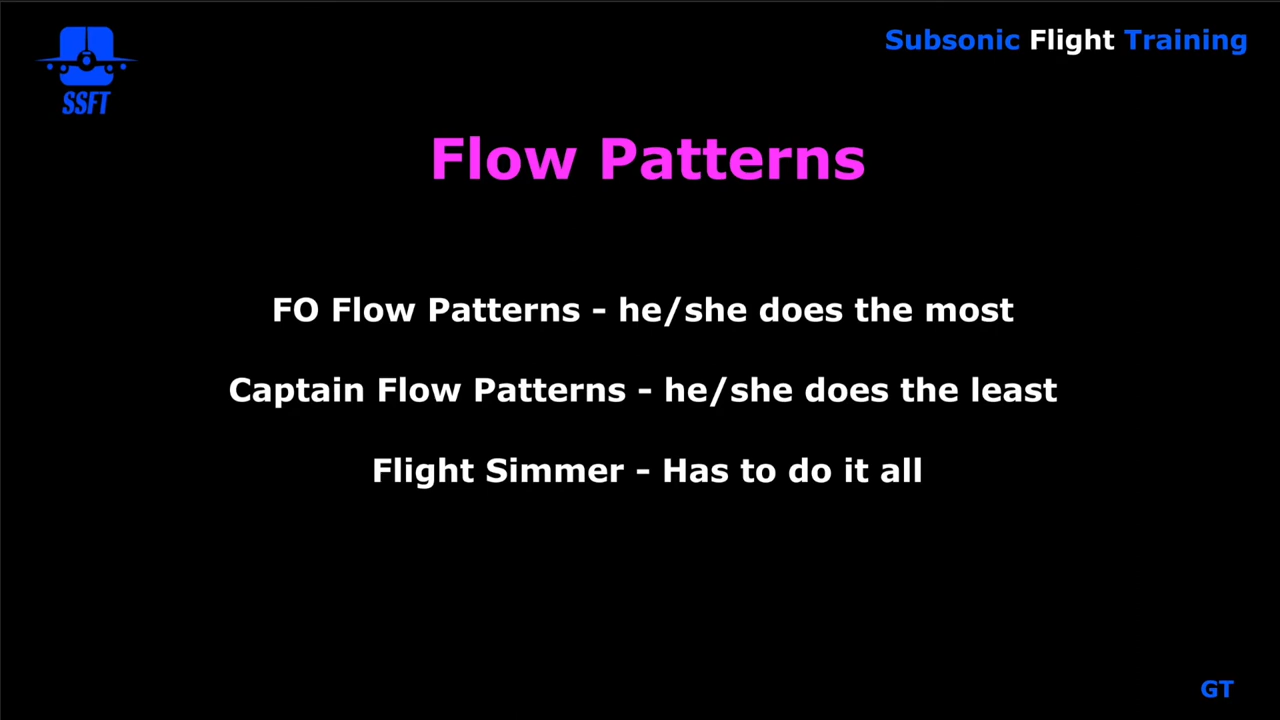 SSFT
Subsonic Flight Training
Flow Patterns
FO Flow Patterns - he/she does the most
Captain Flow Patterns - he/she does the least
Flight Simmer - Has to do it all
GT